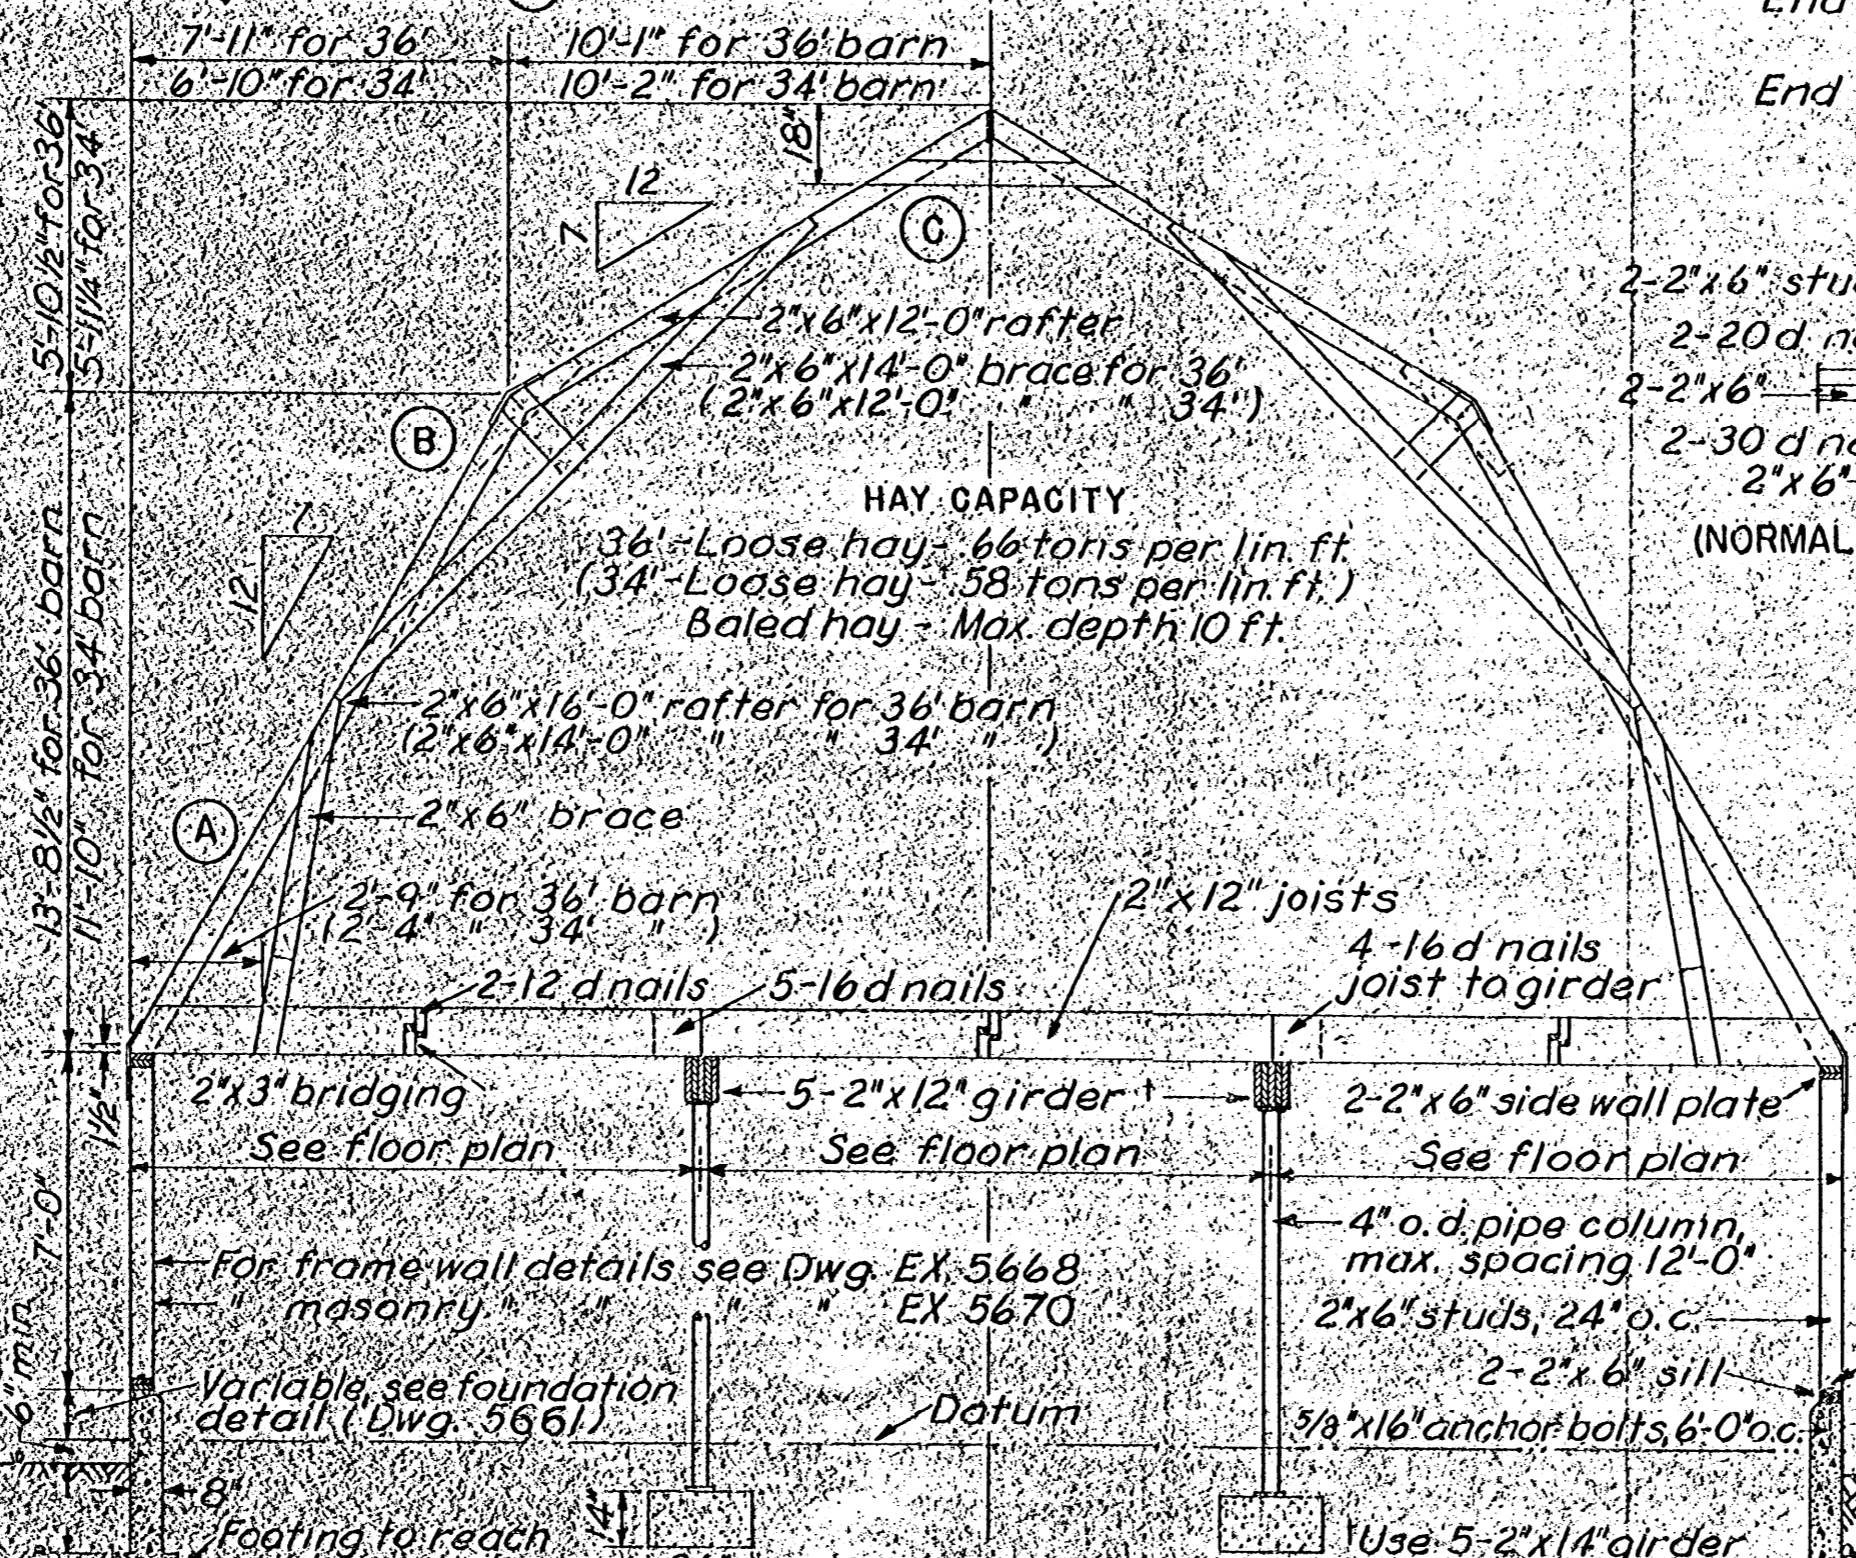 End
7'-11" for 36'
10'-1" for 36' barn
6'-10" for 34'
10'-2" for 34' barn
End
5'-10½" for 36'
5'-11¼" for 34'
18"
12
7
C
2"x6"x12'-0" rafter
2"x6"x14'-0" brace for 36'
(2"x6"x12'-0" " " 34')
B
2-2"x6"
2-20d
2-2"x6"
2-30d
2"x6"
(NORMAL
HAY CAPACITY
36'-Loose hay- .66 tons per lin. ft.
(34'-Loose hay- .58 tons per lin. ft.)
Baled hay - Max. depth 10 ft.
7
12
13'-8½" for 36' barn
11'-10" for 34' barn
2"x6"x16'-0" rafter for 36' barn
(2"x6"x14'-0" " " 34' " )
2"x6" brace
A
2'-9" for 36' barn
(2'-4" " 34' " )
2"x12" joists
4-16d nails
joist to girder
2-12d nails
5-16d nails
1½"
2"x3" bridging
5-2"x12" girder †
2-2"x6" side wall plate
See floor plan
See floor plan
See floor plan
7'-0"
4" o.d. pipe column,
max. spacing 12'-0"
For frame wall details see Dwg. EX. 5668
" masonry " " " " EX. 5670
2"x6" studs, 24" o.c.
6" min
2-2"x6" sill
Variable, see foundation
detail (Dwg. 5661)
Datum
5/8"x16" anchor bolts, 6'-0" o.c.
8"
14"
Footing to reach
†Use 5-2"x14" girder